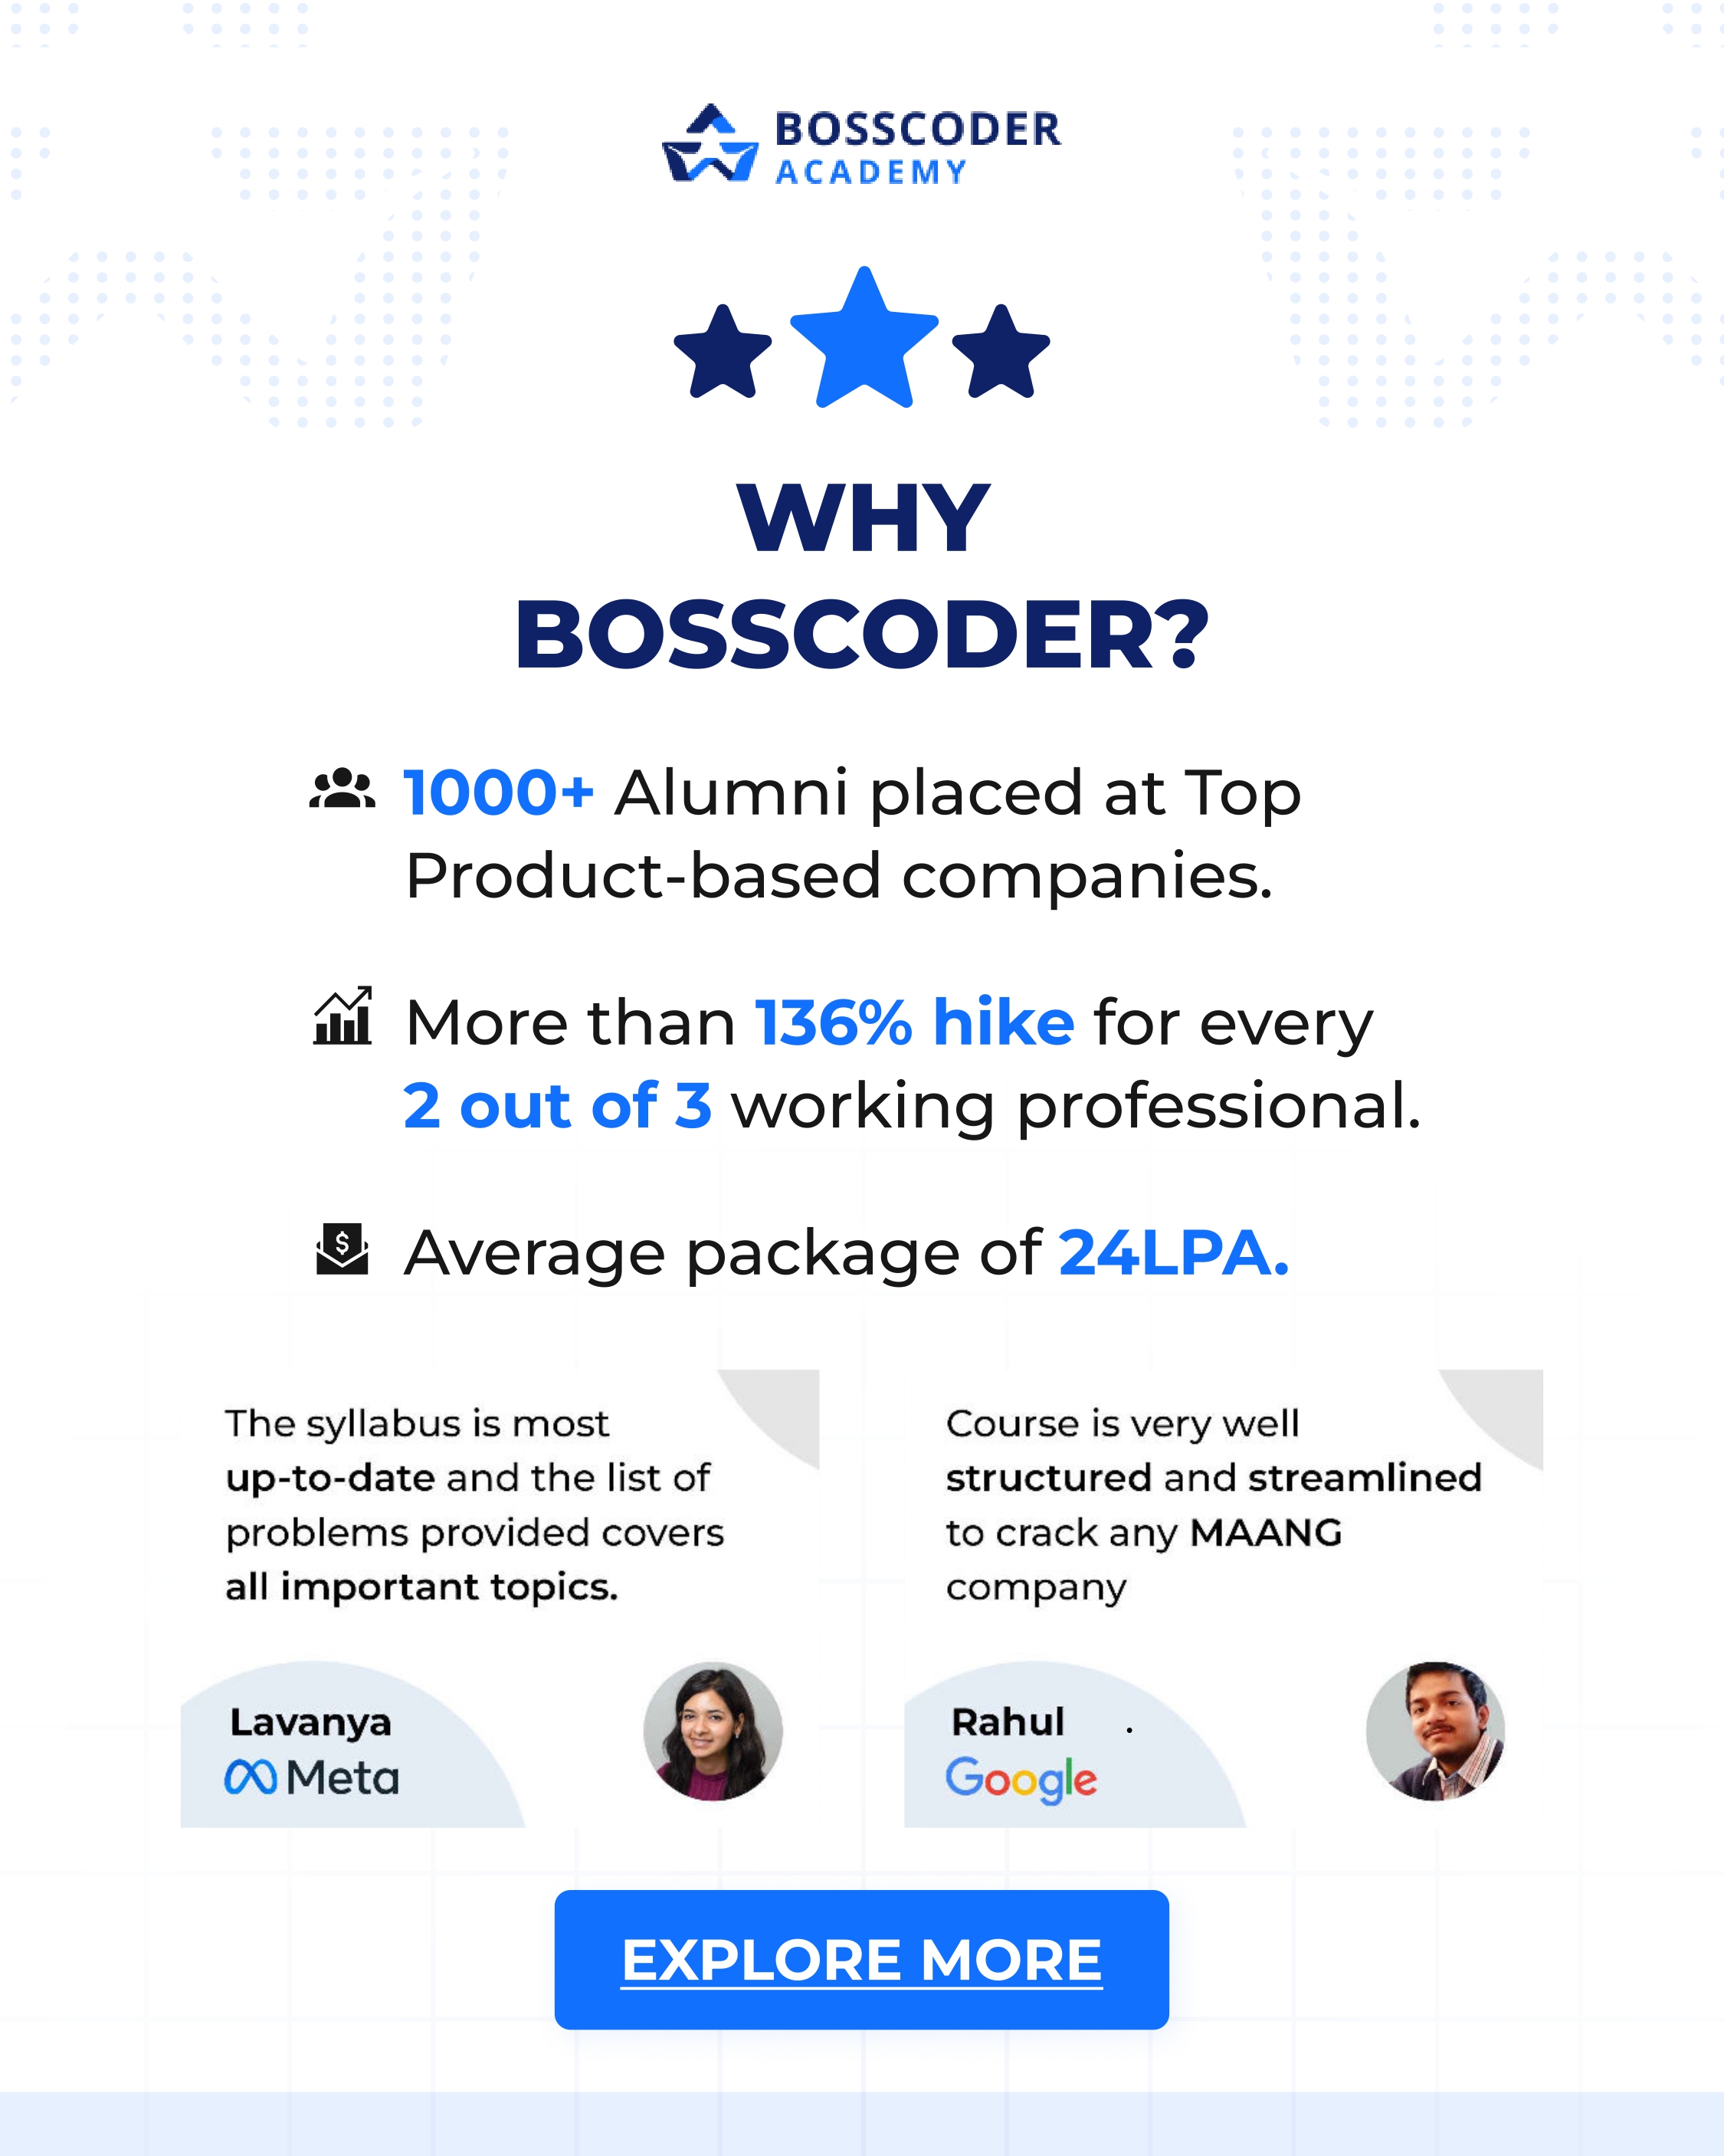 BOSSCODER
ACADEMY
WHY
BOSSCODER?
1000+ Alumni placed at Top
Product-based companies.
More than 136% hike for every
2 out of 3 working professional.
Average package of 24LPA.
The syllabus is most
up-to-date and the list of
problems provided covers
all important topics.
Lavanya
Meta
Course is very well
structured and streamlined
to crack any MAANG
company
Rahul .
Google
EXPLORE MORE